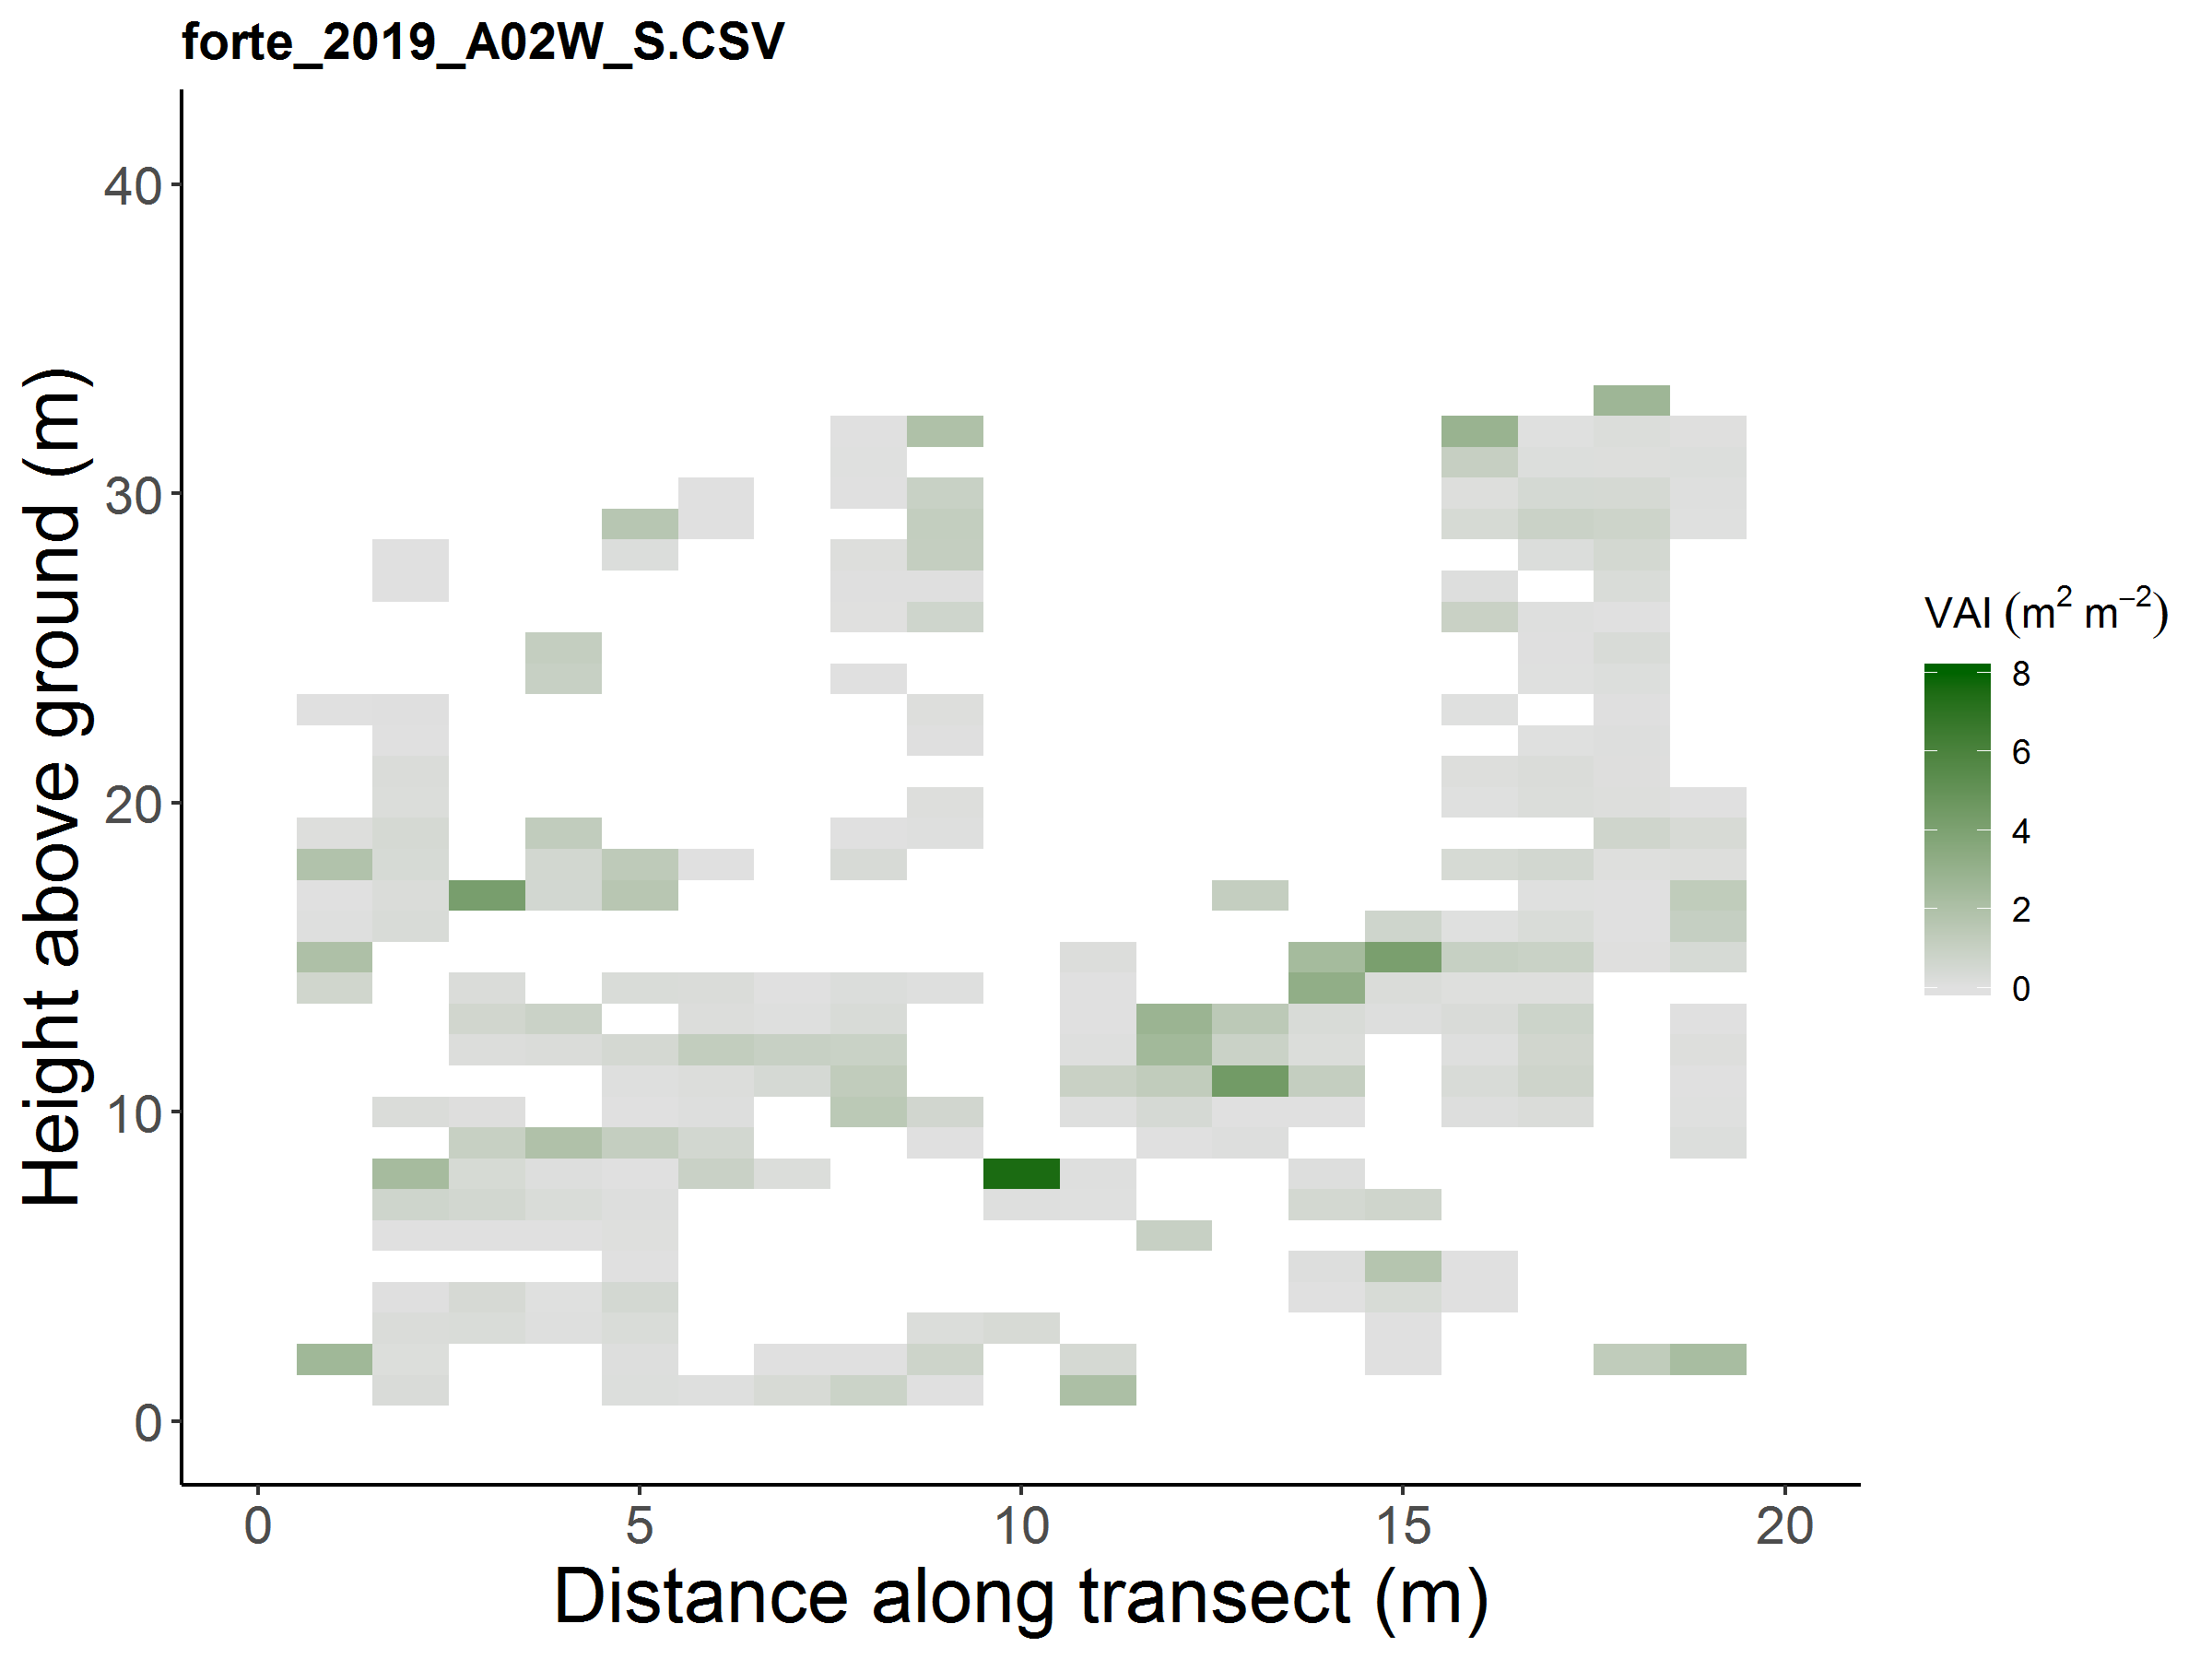 forte_2019_A02W_S.CSV
40
30
20
10
0
Height above ground (m)
0 5 10 15 20
Distance along transect (m)
VAI (m² m⁻²)
8
6
4
2
0